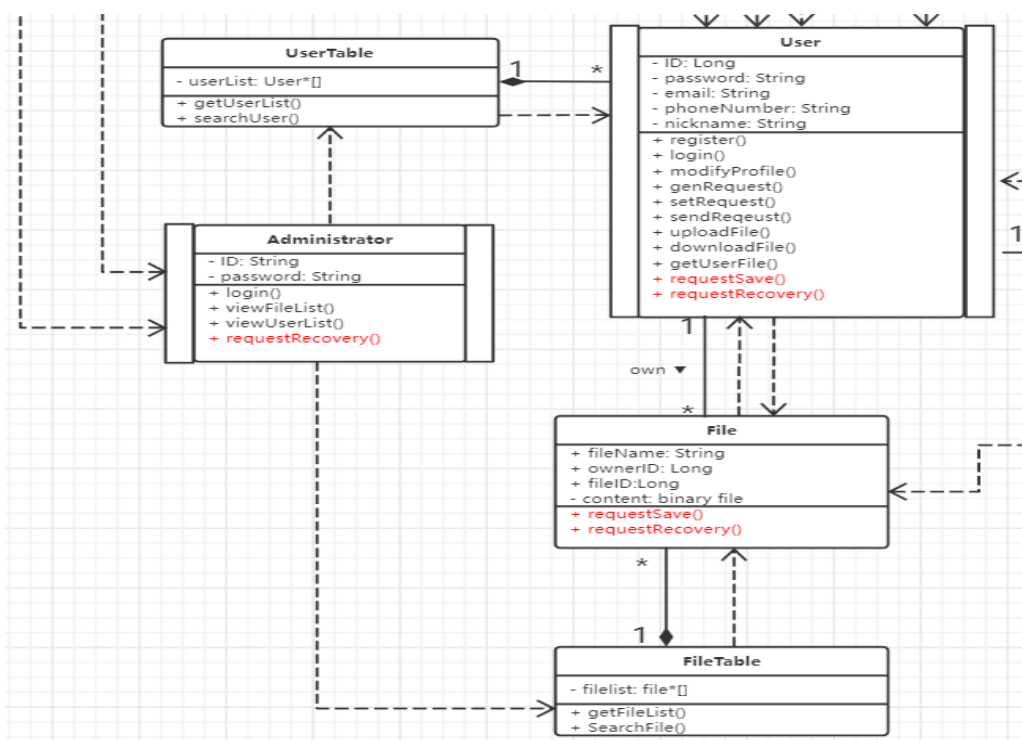 UserTable
- userList: User*[]
+ getUserList()
+ searchUser()
1
*
User
- ID: Long
- password: String
- email: String
- phoneNumber: String
- nickname: String
+ register()
+ login()
+ modifyProfile()
+ genRequest()
+ setRequest()
+ sendReqeust()
+ uploadFile()
+ downloadFile()
+ getUserFile()
+ requestSave()
+ requestRecovery()
1
Administrator
- ID: String
- password: String
+ login()
+ viewFileList()
+ viewUserList()
+ requestRecovery()
1
own ▼
*
File
+ fileName: String
+ ownerID: Long
+ fileID:Long
- content: binary file
+ requestSave()
+ requestRecovery()
*
1
FileTable
- filelist: file*[]
+ getFileList()
+ SearchFile()